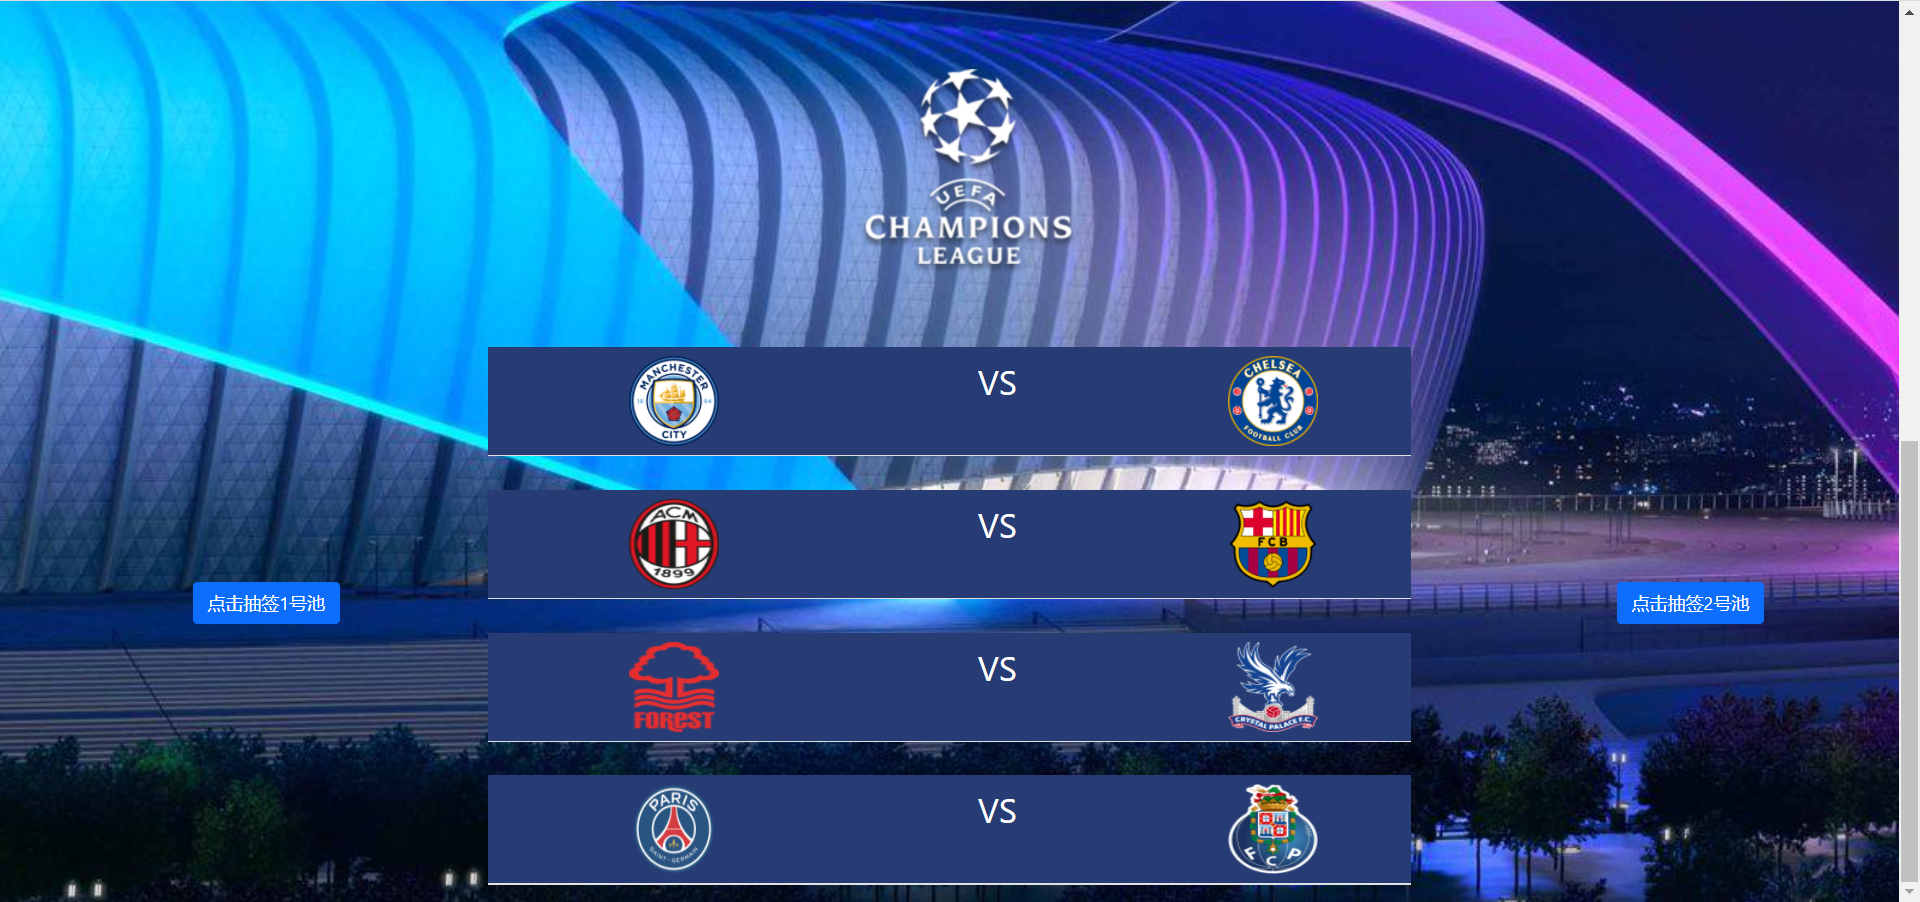 UEFA
CHAMPIONS
LEAGUE
MANCHESTER
18 94
CITY
VS
CHELSEA
FOOTBALL CLUB
ACM
1899
VS
FCB
点击抽签1号池
点击抽签2号池
FOREST
VS
CRYSTAL PALACE F.C.
PARIS
SAINT-GERMAIN
VS
F C P